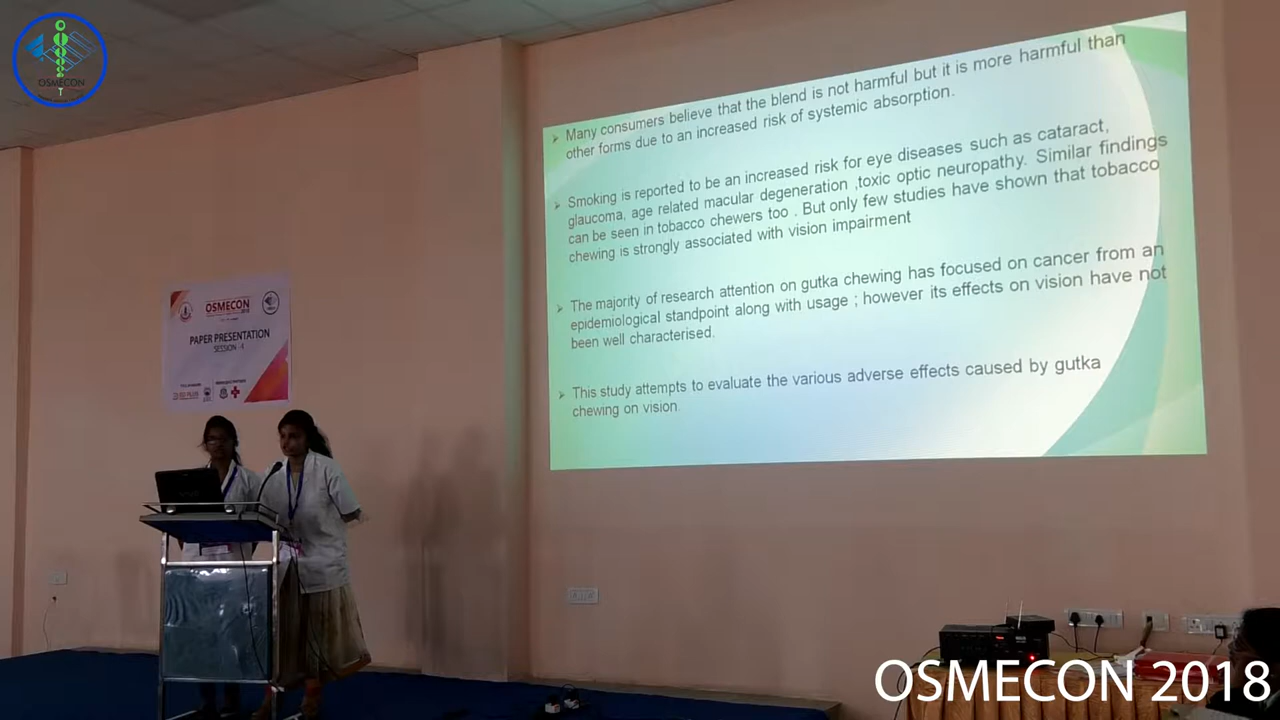 OSMECON
➢ Many consumers believe that the blend is not harmful but it is more harmful than
other forms due to an increased risk of systemic absorption.
➢ Smoking is reported to be an increased risk for eye diseases such as cataract,
glaucoma, age related macular degeneration ,toxic optic neuropathy. Similar findings
can be seen in tobacco chewers too . But only few studies have shown that tobacco
chewing is strongly associated with vision impairment
➢ The majority of research attention on gutka chewing has focused on cancer from an
epidemiological standpoint along with usage ; however its effects on vision have not
been well characterised.
➢ This study attempts to evaluate the various adverse effects caused by gutka
chewing on vision.
OSMECON
2018
PAPER PRESENTATION
SESSION -4
OSMECON 2018